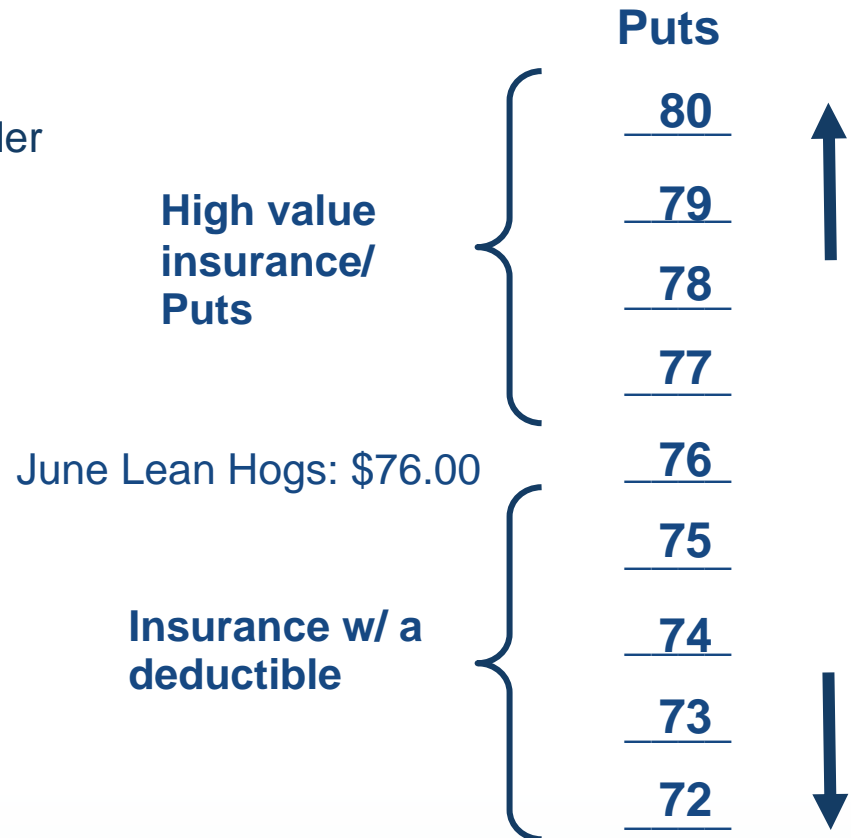 Puts
80
79
High value
insurance/
Puts
78
77
June Lean Hogs: $76.00
76
75
Insurance w/ a
deductible
74
73
72